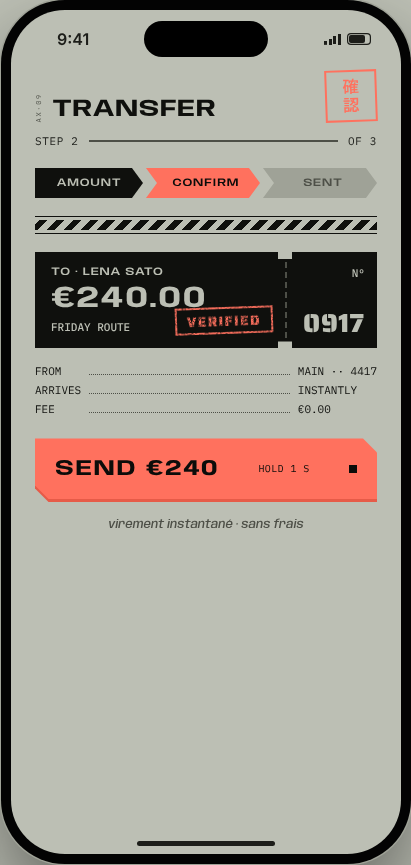 9:41
AX-09
TRANSFER
確認
STEP 2 OF 3
AMOUNT CONFIRM SENT
TO · LENA SATO
€240.00
FRIDAY ROUTE
VERIFIED
Nº
0917
FROM MAIN ·· 4417
ARRIVES INSTANTLY
FEE €0.00
SEND €240 HOLD 1 S
virement instantané · sans frais